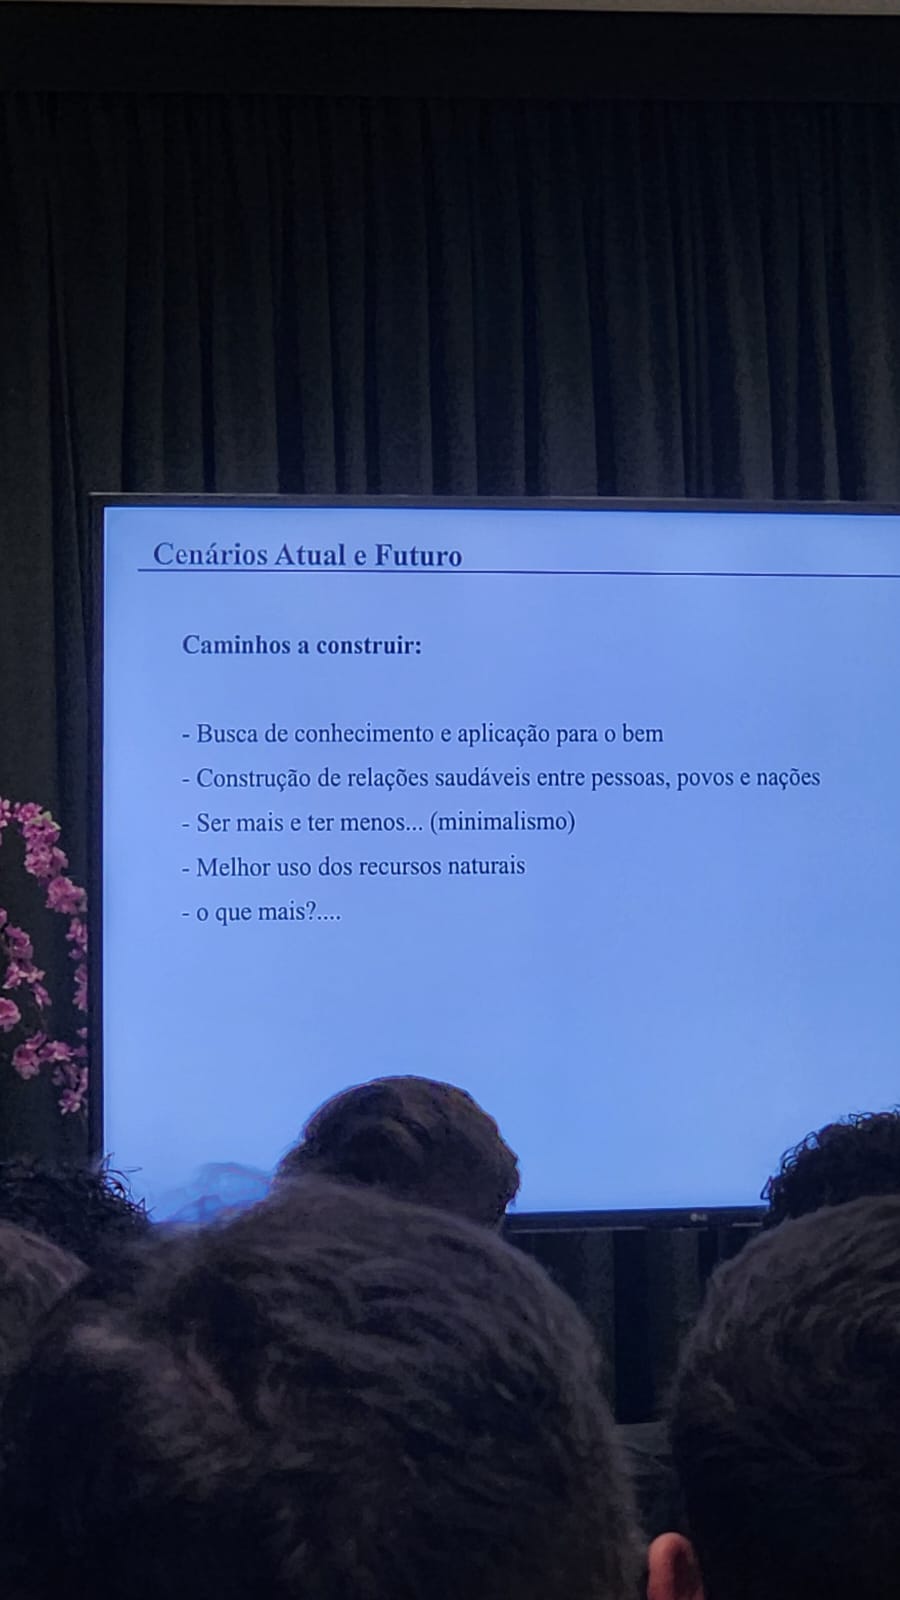 Cenários Atual e Futuro
Caminhos a construir:
- Busca de conhecimento e aplicação para o bem
- Construção de relações saudáveis entre pessoas, povos e nações
- Ser mais e ter menos... (minimalismo)
- Melhor uso dos recursos naturais
- o que mais?....
LG